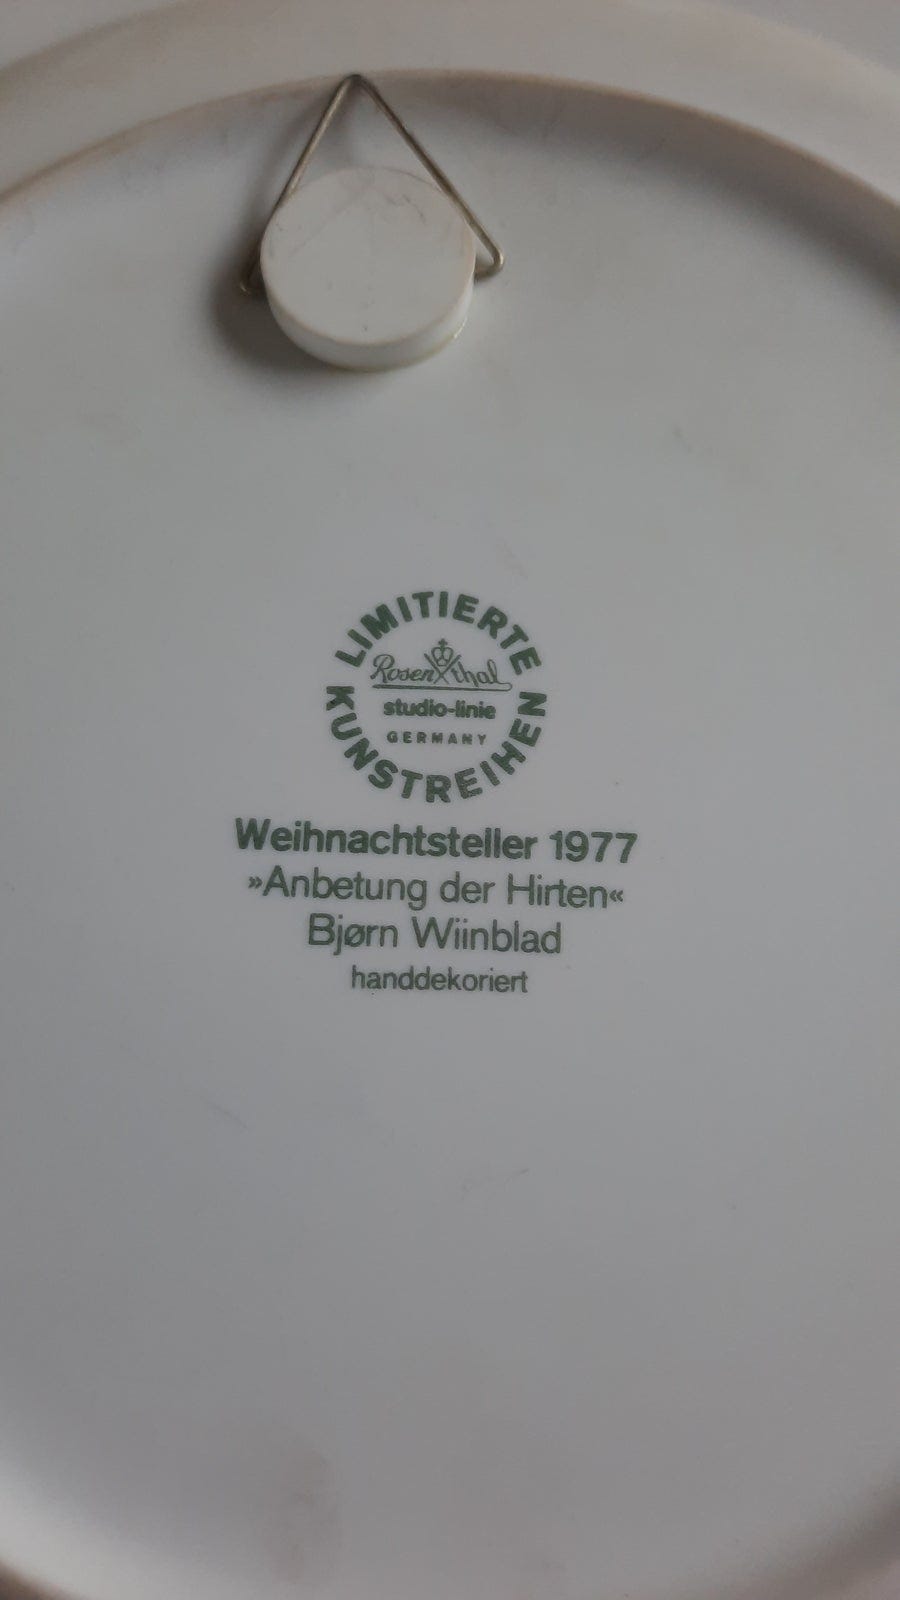 LIMITIERTE
Rosenthal
studio-linie
GERMANY
KUNSTREIHEN
Weihnachtsteller 1977
»Anbetung der Hirten«
Bjørn Wiinblad
handdekoriert